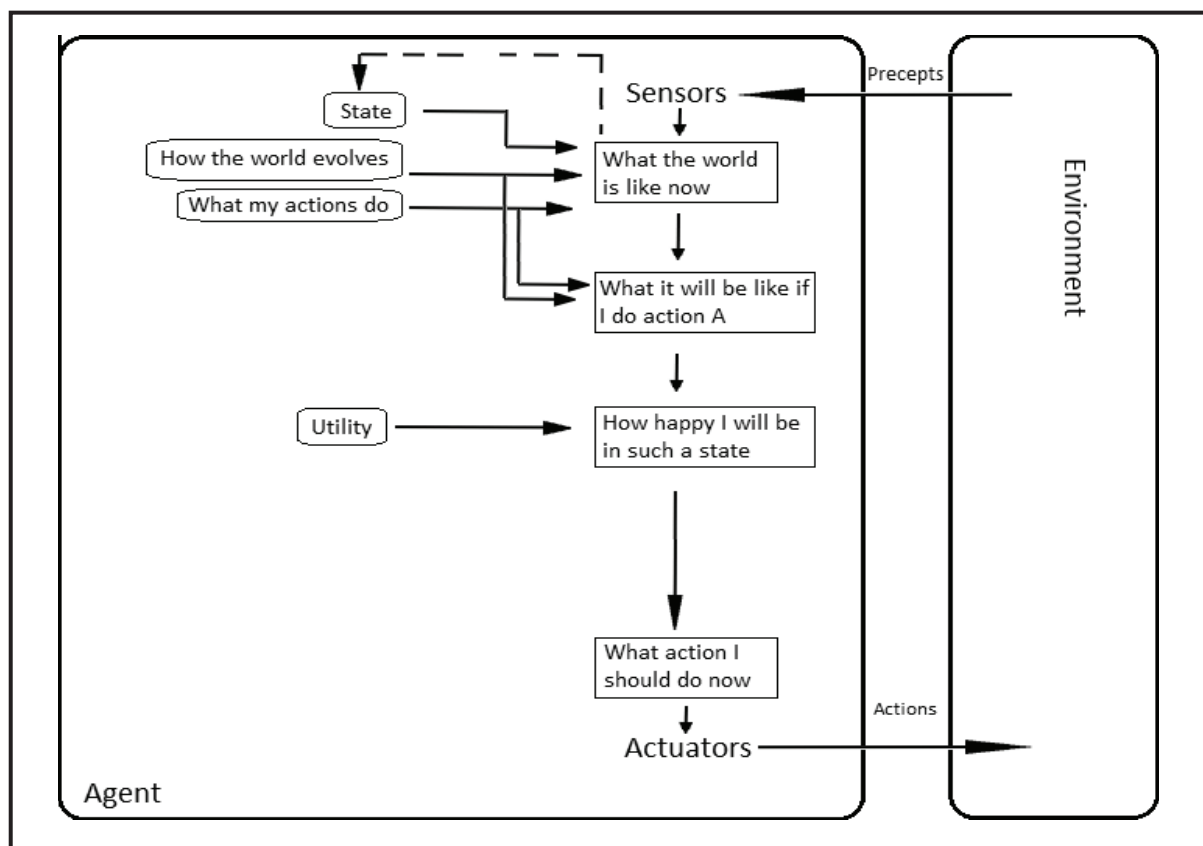 Precepts
Sensors
State
How the world evolves
What my actions do
What the world
is like now
Environment
What it will be like if
I do action A
Utility
How happy I will be
in such a state
What action I
should do now
Actions
Actuators
Agent